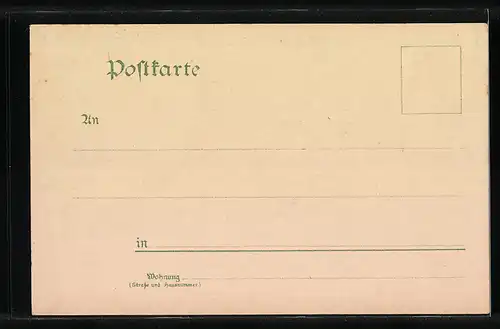 Postkarte
An
in
Wohnung
(Straße und Hausnummer)